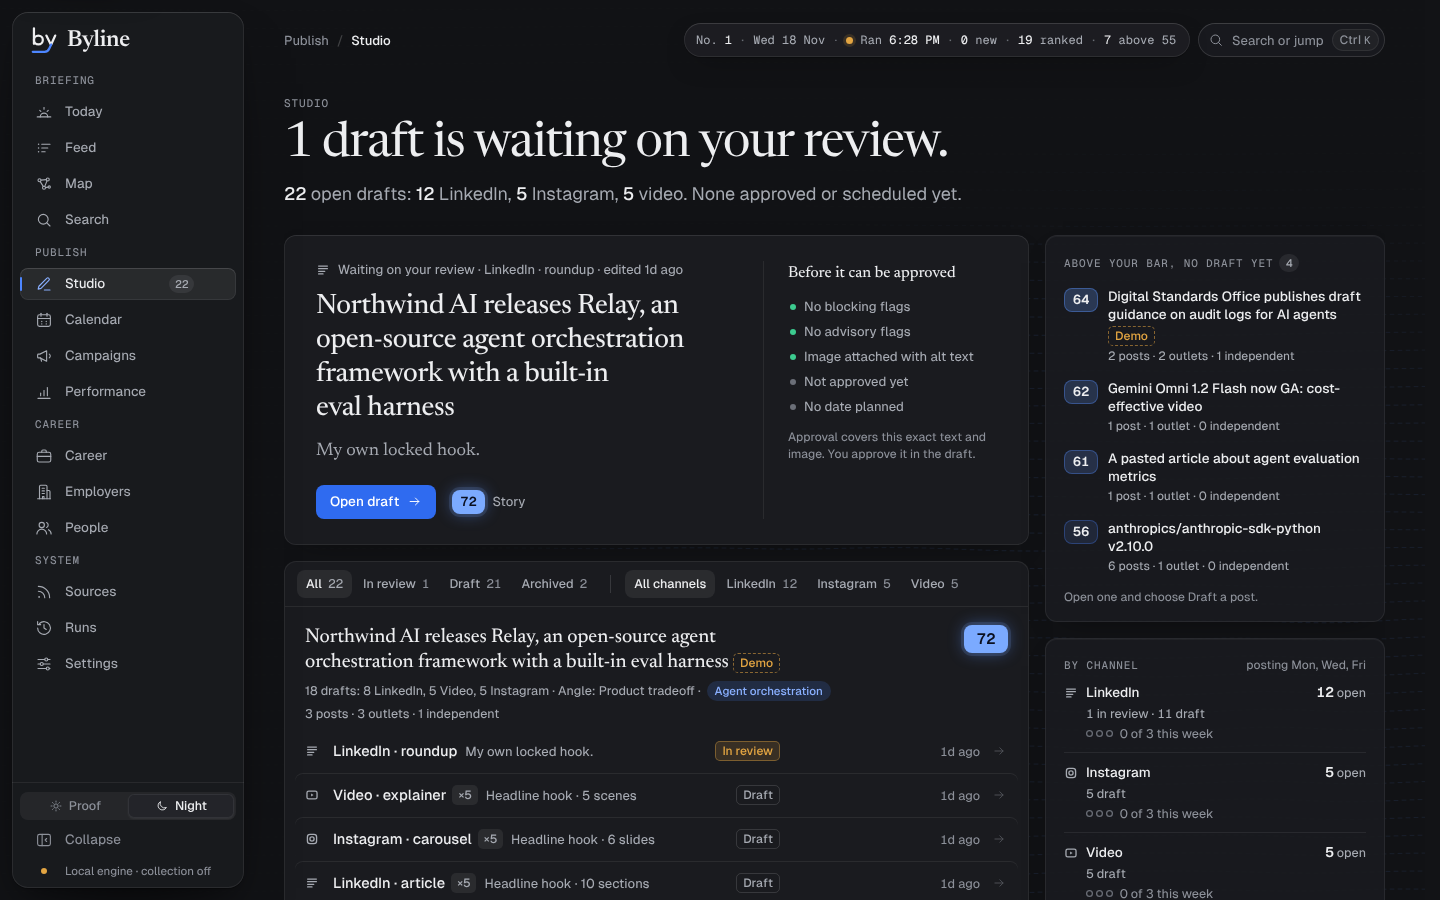 by Byline
BRIEFING
Today
Feed
Map
Search
PUBLISH
Studio 22
Calendar
Campaigns
Performance
CAREER
Career
Employers
People
SYSTEM
Sources
Runs
Settings
Proof Night
Collapse
Local engine · collection off
Publish / Studio
No. 1 · Wed 18 Nov · Ran 6:28 PM · 0 new · 19 ranked · 7 above 55
Search or jump Ctrl K
STUDIO
1 draft is waiting on your review.
22 open drafts: 12 LinkedIn, 5 Instagram, 5 video. None approved or scheduled yet.
Waiting on your review · LinkedIn · roundup · edited 1d ago
Northwind AI releases Relay, an
open-source agent orchestration
framework with a built-in
eval harness
My own locked hook.
Open draft →
72 Story
Before it can be approved
No blocking flags
No advisory flags
Image attached with alt text
Not approved yet
No date planned
Approval covers this exact text and
image. You approve it in the draft.
All 22 In review 1 Draft 21 Archived 2 All channels LinkedIn 12 Instagram 5 Video 5
Northwind AI releases Relay, an open-source agent
orchestration framework with a built-in eval harness Demo
72
18 drafts: 8 LinkedIn, 5 Video, 5 Instagram · Angle: Product tradeoff · Agent orchestration
3 posts · 3 outlets · 1 independent
LinkedIn · roundup My own locked hook. In review 1d ago →
Video · explainer ×5 Headline hook · 5 scenes Draft 1d ago →
Instagram · carousel ×5 Headline hook · 6 slides Draft 1d ago →
LinkedIn · article ×5 Headline hook · 10 sections Draft 1d ago →
ABOVE YOUR BAR, NO DRAFT YET 4
64 Digital Standards Office publishes draft
guidance on audit logs for AI agents
Demo
2 posts · 2 outlets · 1 independent
62 Gemini Omni 1.2 Flash now GA: cost-
effective video
1 post · 1 outlet · 0 independent
61 A pasted article about agent evaluation
metrics
1 post · 1 outlet · 0 independent
56 anthropics/anthropic-sdk-python
v2.10.0
6 posts · 1 outlet · 0 independent
Open one and choose Draft a post.
BY CHANNEL posting Mon, Wed, Fri
LinkedIn 12 open
1 in review · 11 draft
0 of 3 this week
Instagram 5 open
5 draft
0 of 3 this week
Video 5 open
5 draft
0 of 3 this week